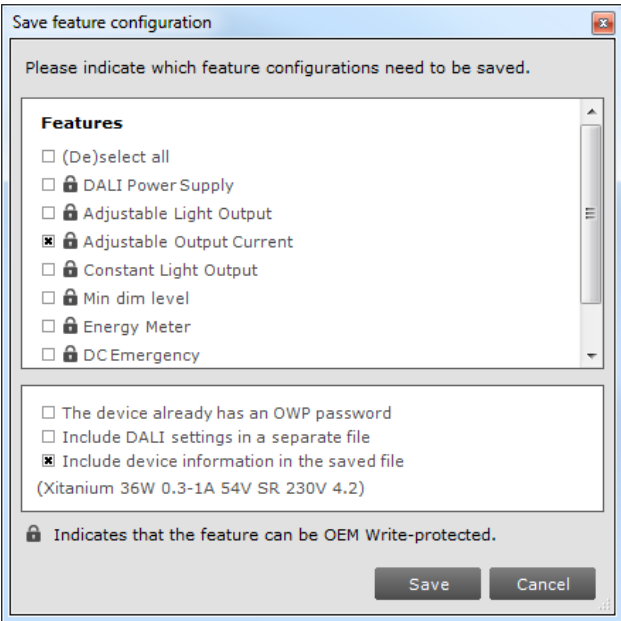 Save feature configuration
Please indicate which feature configurations need to be saved.
Features
(De)select all
DALI Power Supply
Adjustable Light Output
Adjustable Output Current
Constant Light Output
Min dim level
Energy Meter
DC Emergency
The device already has an OWP password
Include DALI settings in a separate file
Include device information in the saved file
(Xitanium 36W 0.3-1A 54V SR 230V 4.2)
Indicates that the feature can be OEM Write-protected.
Save Cancel